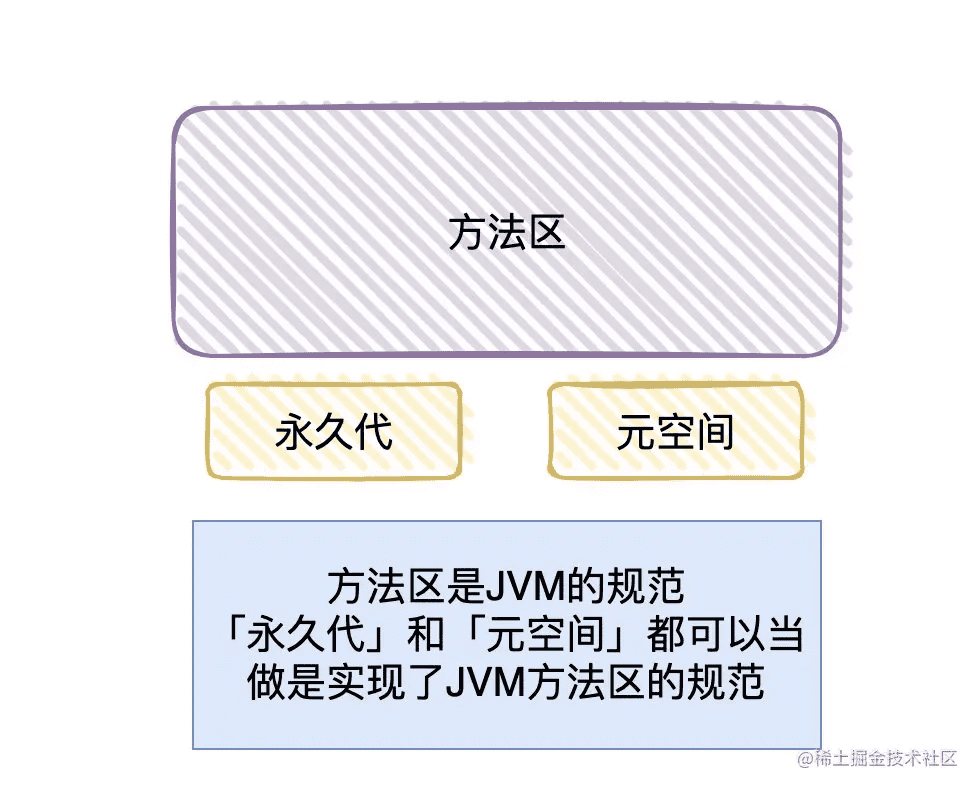 方法区
永久代
元空间
方法区是JVM的规范
「永久代」和「元空间」都可以当
做是实现了JVM方法区的规范
@稀土掘金技术社区